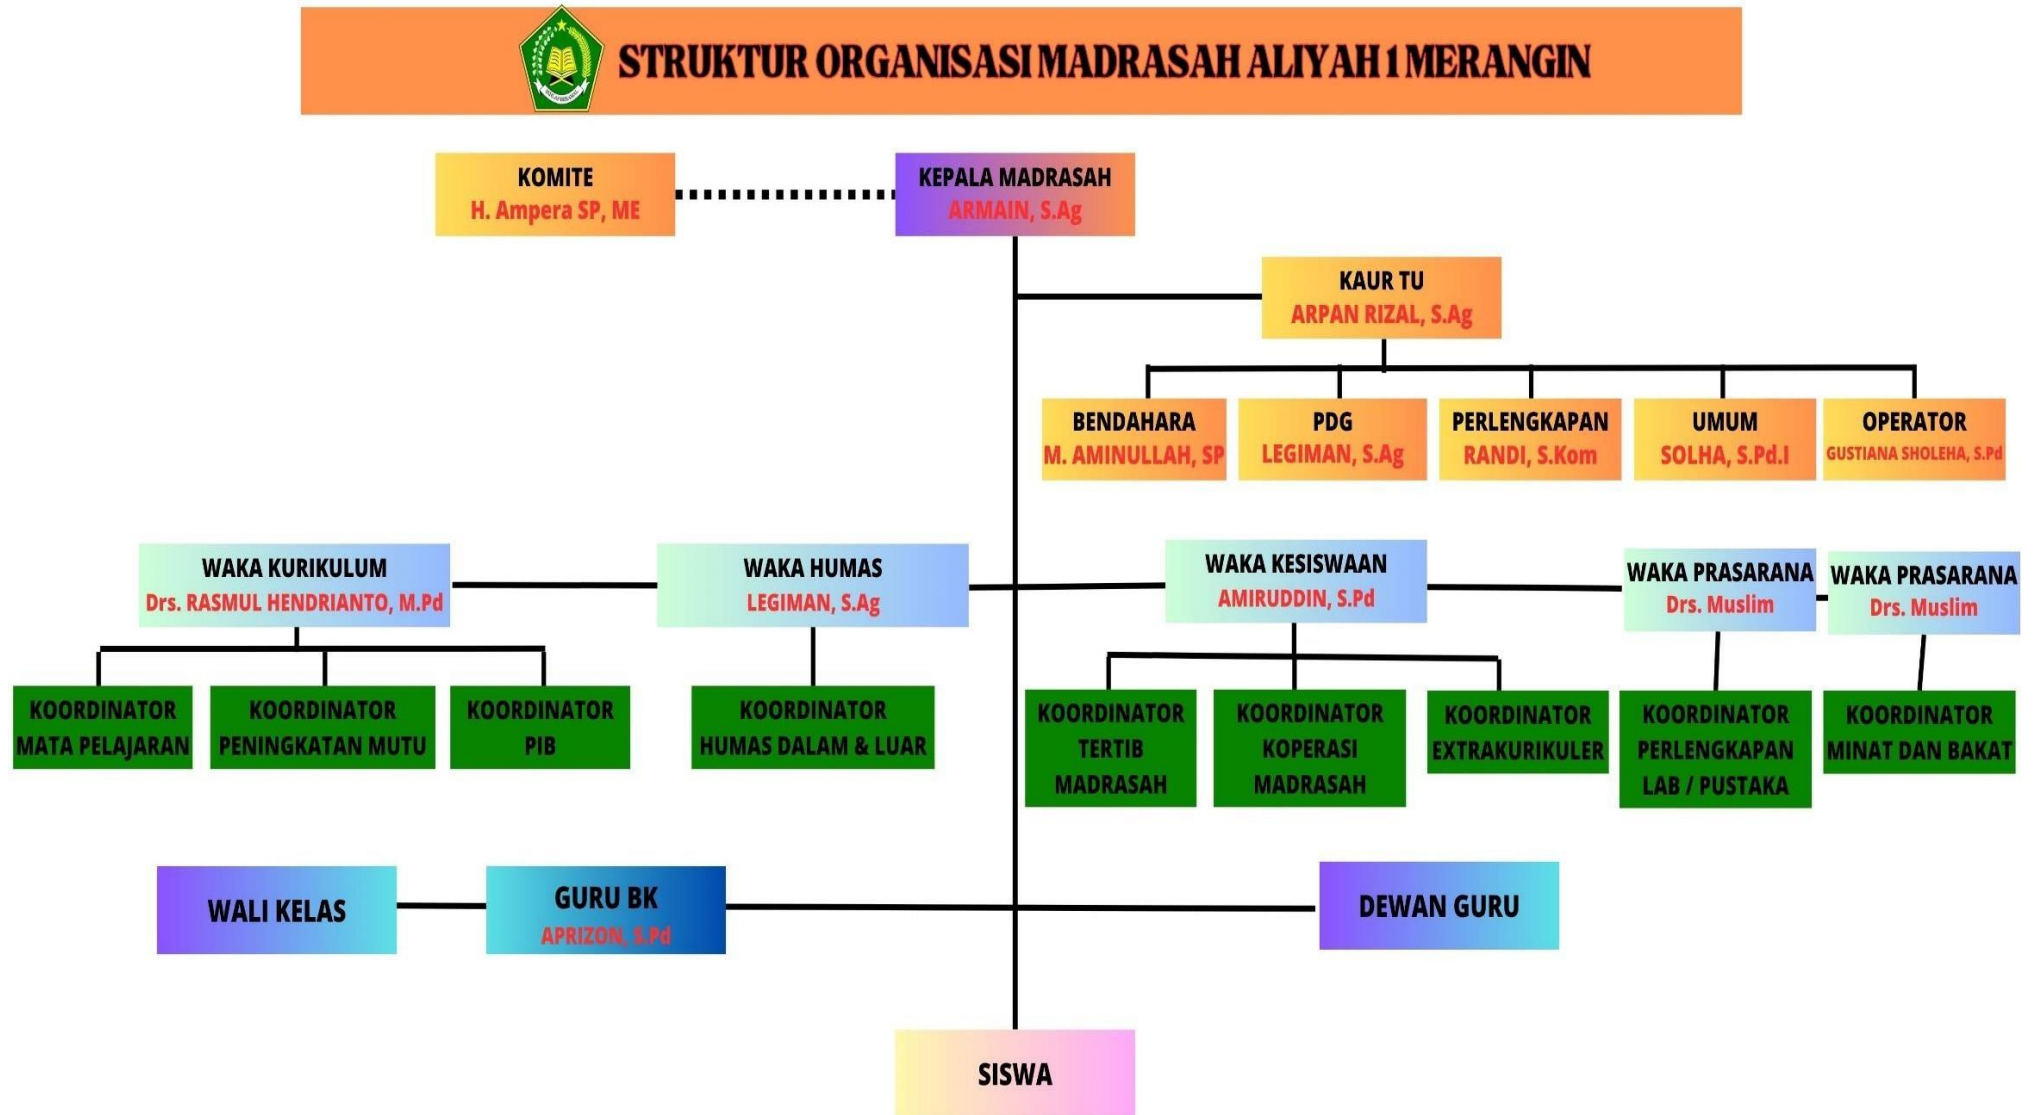 STRUKTUR ORGANISASI MADRASAH ALIYAH 1 MERANGIN
KOMITE
H. Ampera SP, ME
KEPALA MADRASAH
ARMAIN, S.Ag
KAUR TU
ARPAN RIZAL, S.Ag
BENDAHARA
M. AMINULLAH, SP
PDG
LEGIMAN, S.Ag
PERLENGKAPAN
RANDI, S.Kom
UMUM
SOLHA, S.Pd.I
OPERATOR
GUSTIANA SHOLEHA, S.Pd
WAKA KURIKULUM
Drs. RASMUL HENDRIANTO, M.Pd
WAKA HUMAS
LEGIMAN, S.Ag
WAKA KESISWAAN
AMIRUDDIN, S.Pd
WAKA PRASARANA
Drs. Muslim
WAKA PRASARANA
Drs. Muslim
KOORDINATOR
MATA PELAJARAN
KOORDINATOR
PENINGKATAN MUTU
KOORDINATOR
PIB
KOORDINATOR
HUMAS DALAM & LUAR
KOORDINATOR
TERTIB
MADRASAH
KOORDINATOR
KOPERASI
MADRASAH
KOORDINATOR
EXTRAKURIKULER
KOORDINATOR
PERLENGKAPAN
LAB / PUSTAKA
KOORDINATOR
MINAT DAN BAKAT
WALI KELAS
GURU BK
APRIZON, S.Pd
DEWAN GURU
SISWA